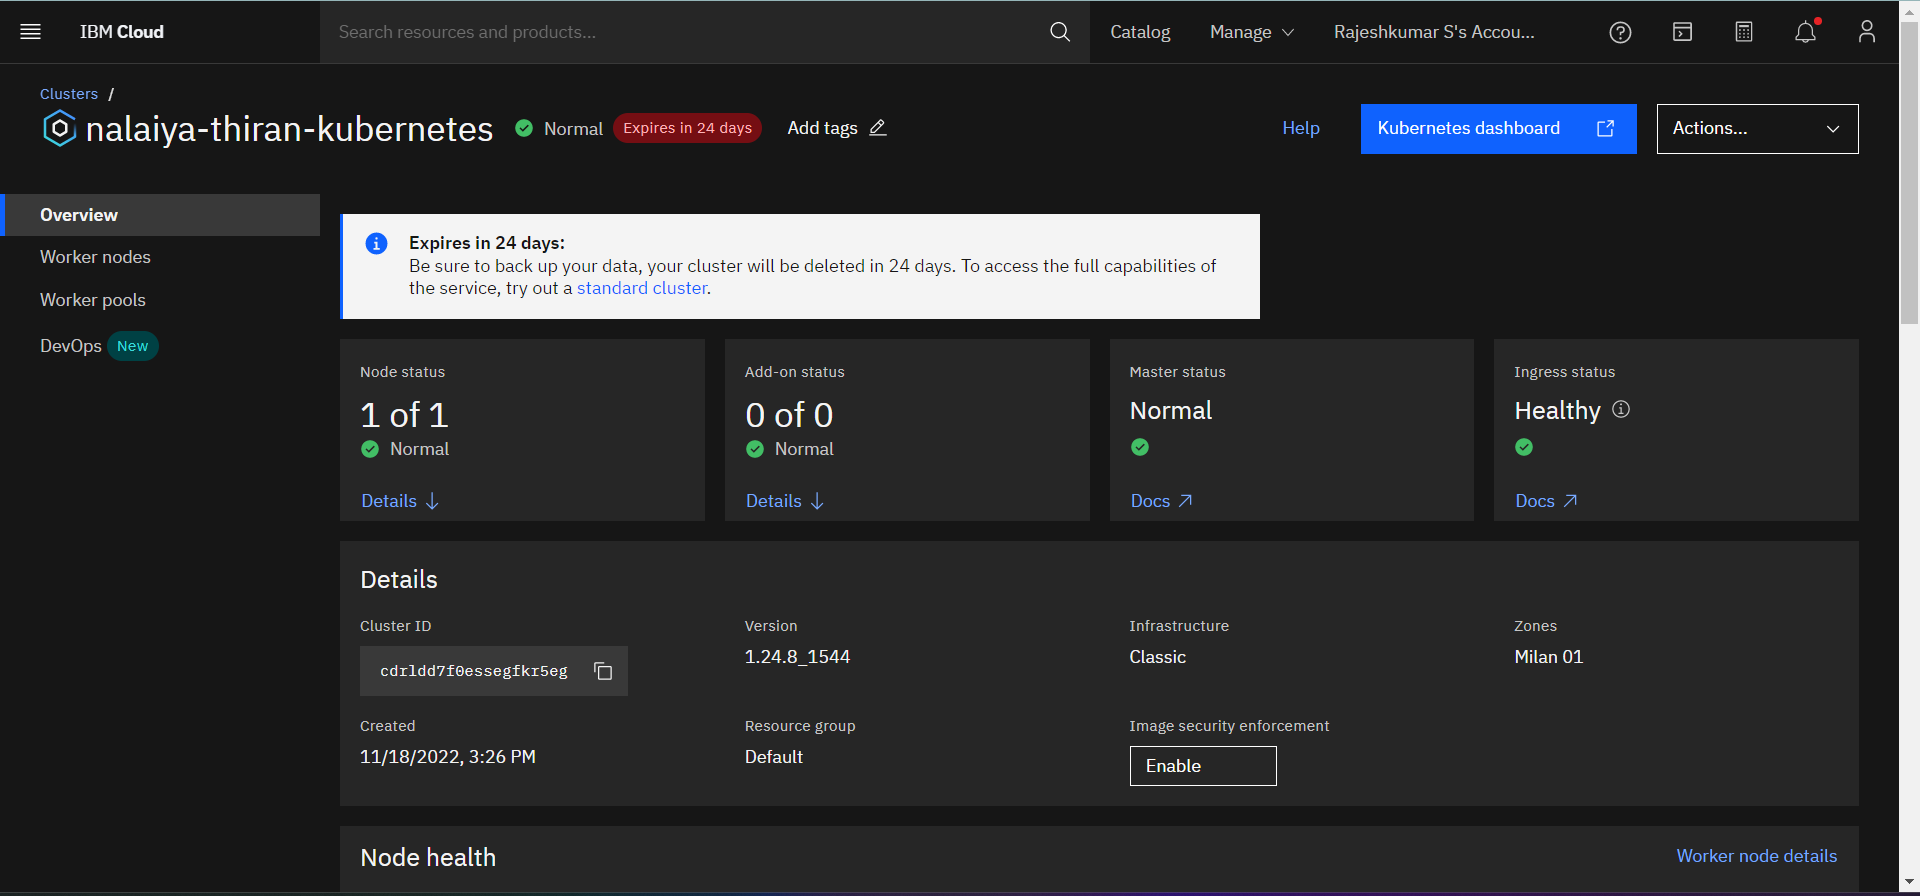 IBM Cloud
Search resources and products...
Catalog
Manage
Rajeshkumar S's Accou...
Clusters /
nalaiya-thiran-kubernetes
Normal
Expires in 24 days
Add tags
Help
Kubernetes dashboard
Actions...
Overview
Worker nodes
Worker pools
DevOps New
Expires in 24 days:
Be sure to back up your data, your cluster will be deleted in 24 days. To access the full capabilities of
the service, try out a standard cluster.
Node status
1 of 1
Normal
Details
Add-on status
0 of 0
Normal
Details
Master status
Normal
Docs
Ingress status
Healthy
Docs
Details
Cluster ID
cdrldd7f0essegfkr5eg
Version
1.24.8_1544
Infrastructure
Classic
Zones
Milan 01
Created
11/18/2022, 3:26 PM
Resource group
Default
Image security enforcement
Enable
Node health
Worker node details